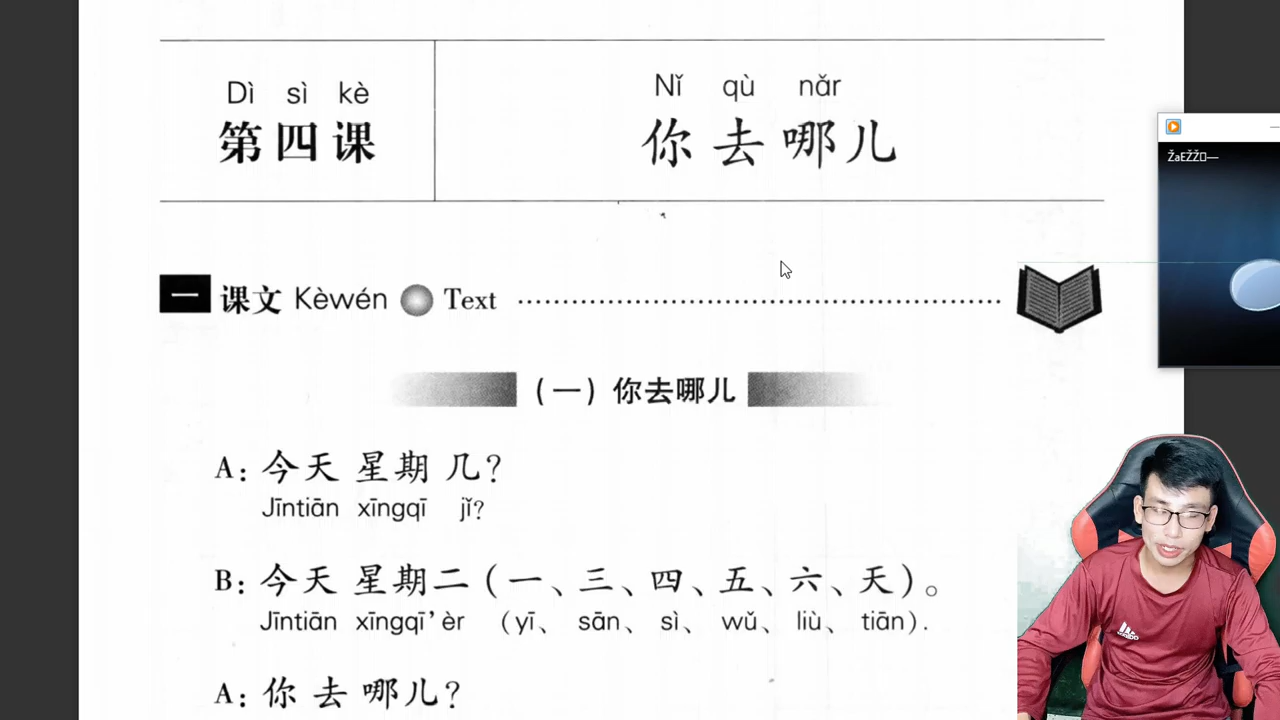 Dì sì kè
第四课
Nǐ qù nǎr
你去哪儿
一 课文 Kèwén Text
(一) 你去哪儿
A: 今天 星期 几?
Jīntiān xīngqī jǐ?
B: 今天 星期二 (一、三、四、五、六、天)。
Jīntiān xīngqī'èr (yī、 sān、 sì、 wǔ、 liù、 tiān).
A: 你 去 哪儿?
adidas